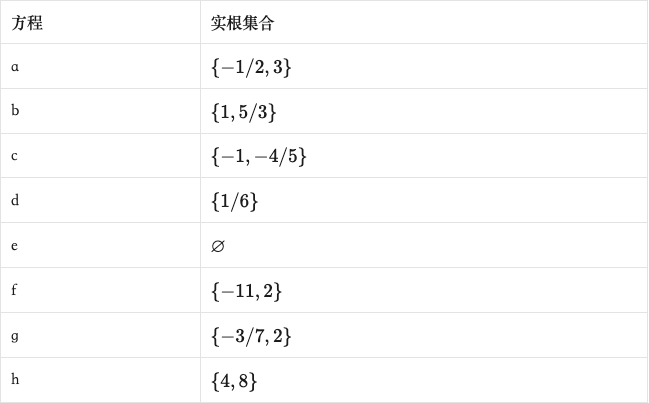 方程 实根集合
a {−1/2, 3}
b {1, 5/3}
c {−1, −4/5}
d {1/6}
e ∅
f {−11, 2}
g {−3/7, 2}
h {4, 8}